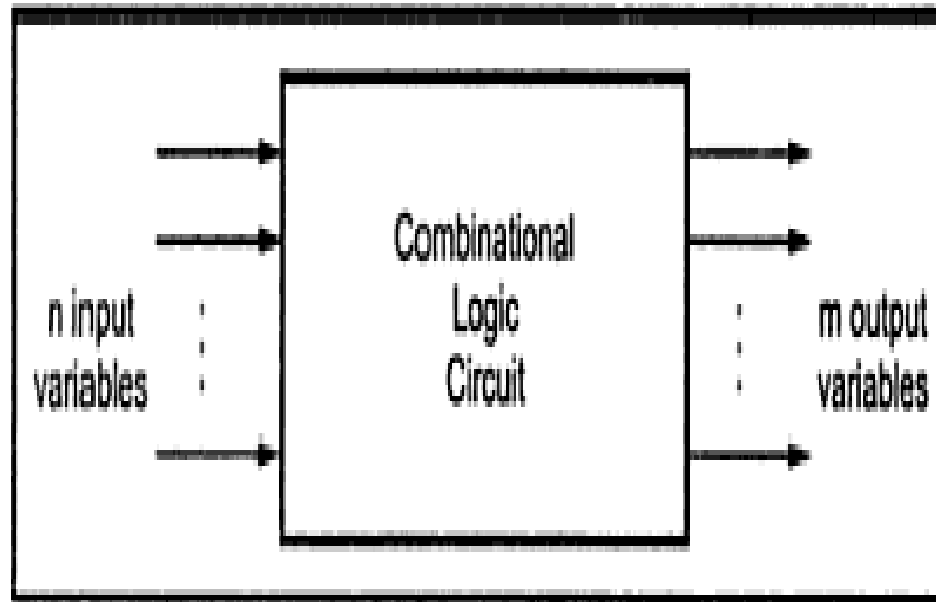 n input
variables
Combinational
Logic
Circuit
m output
variables